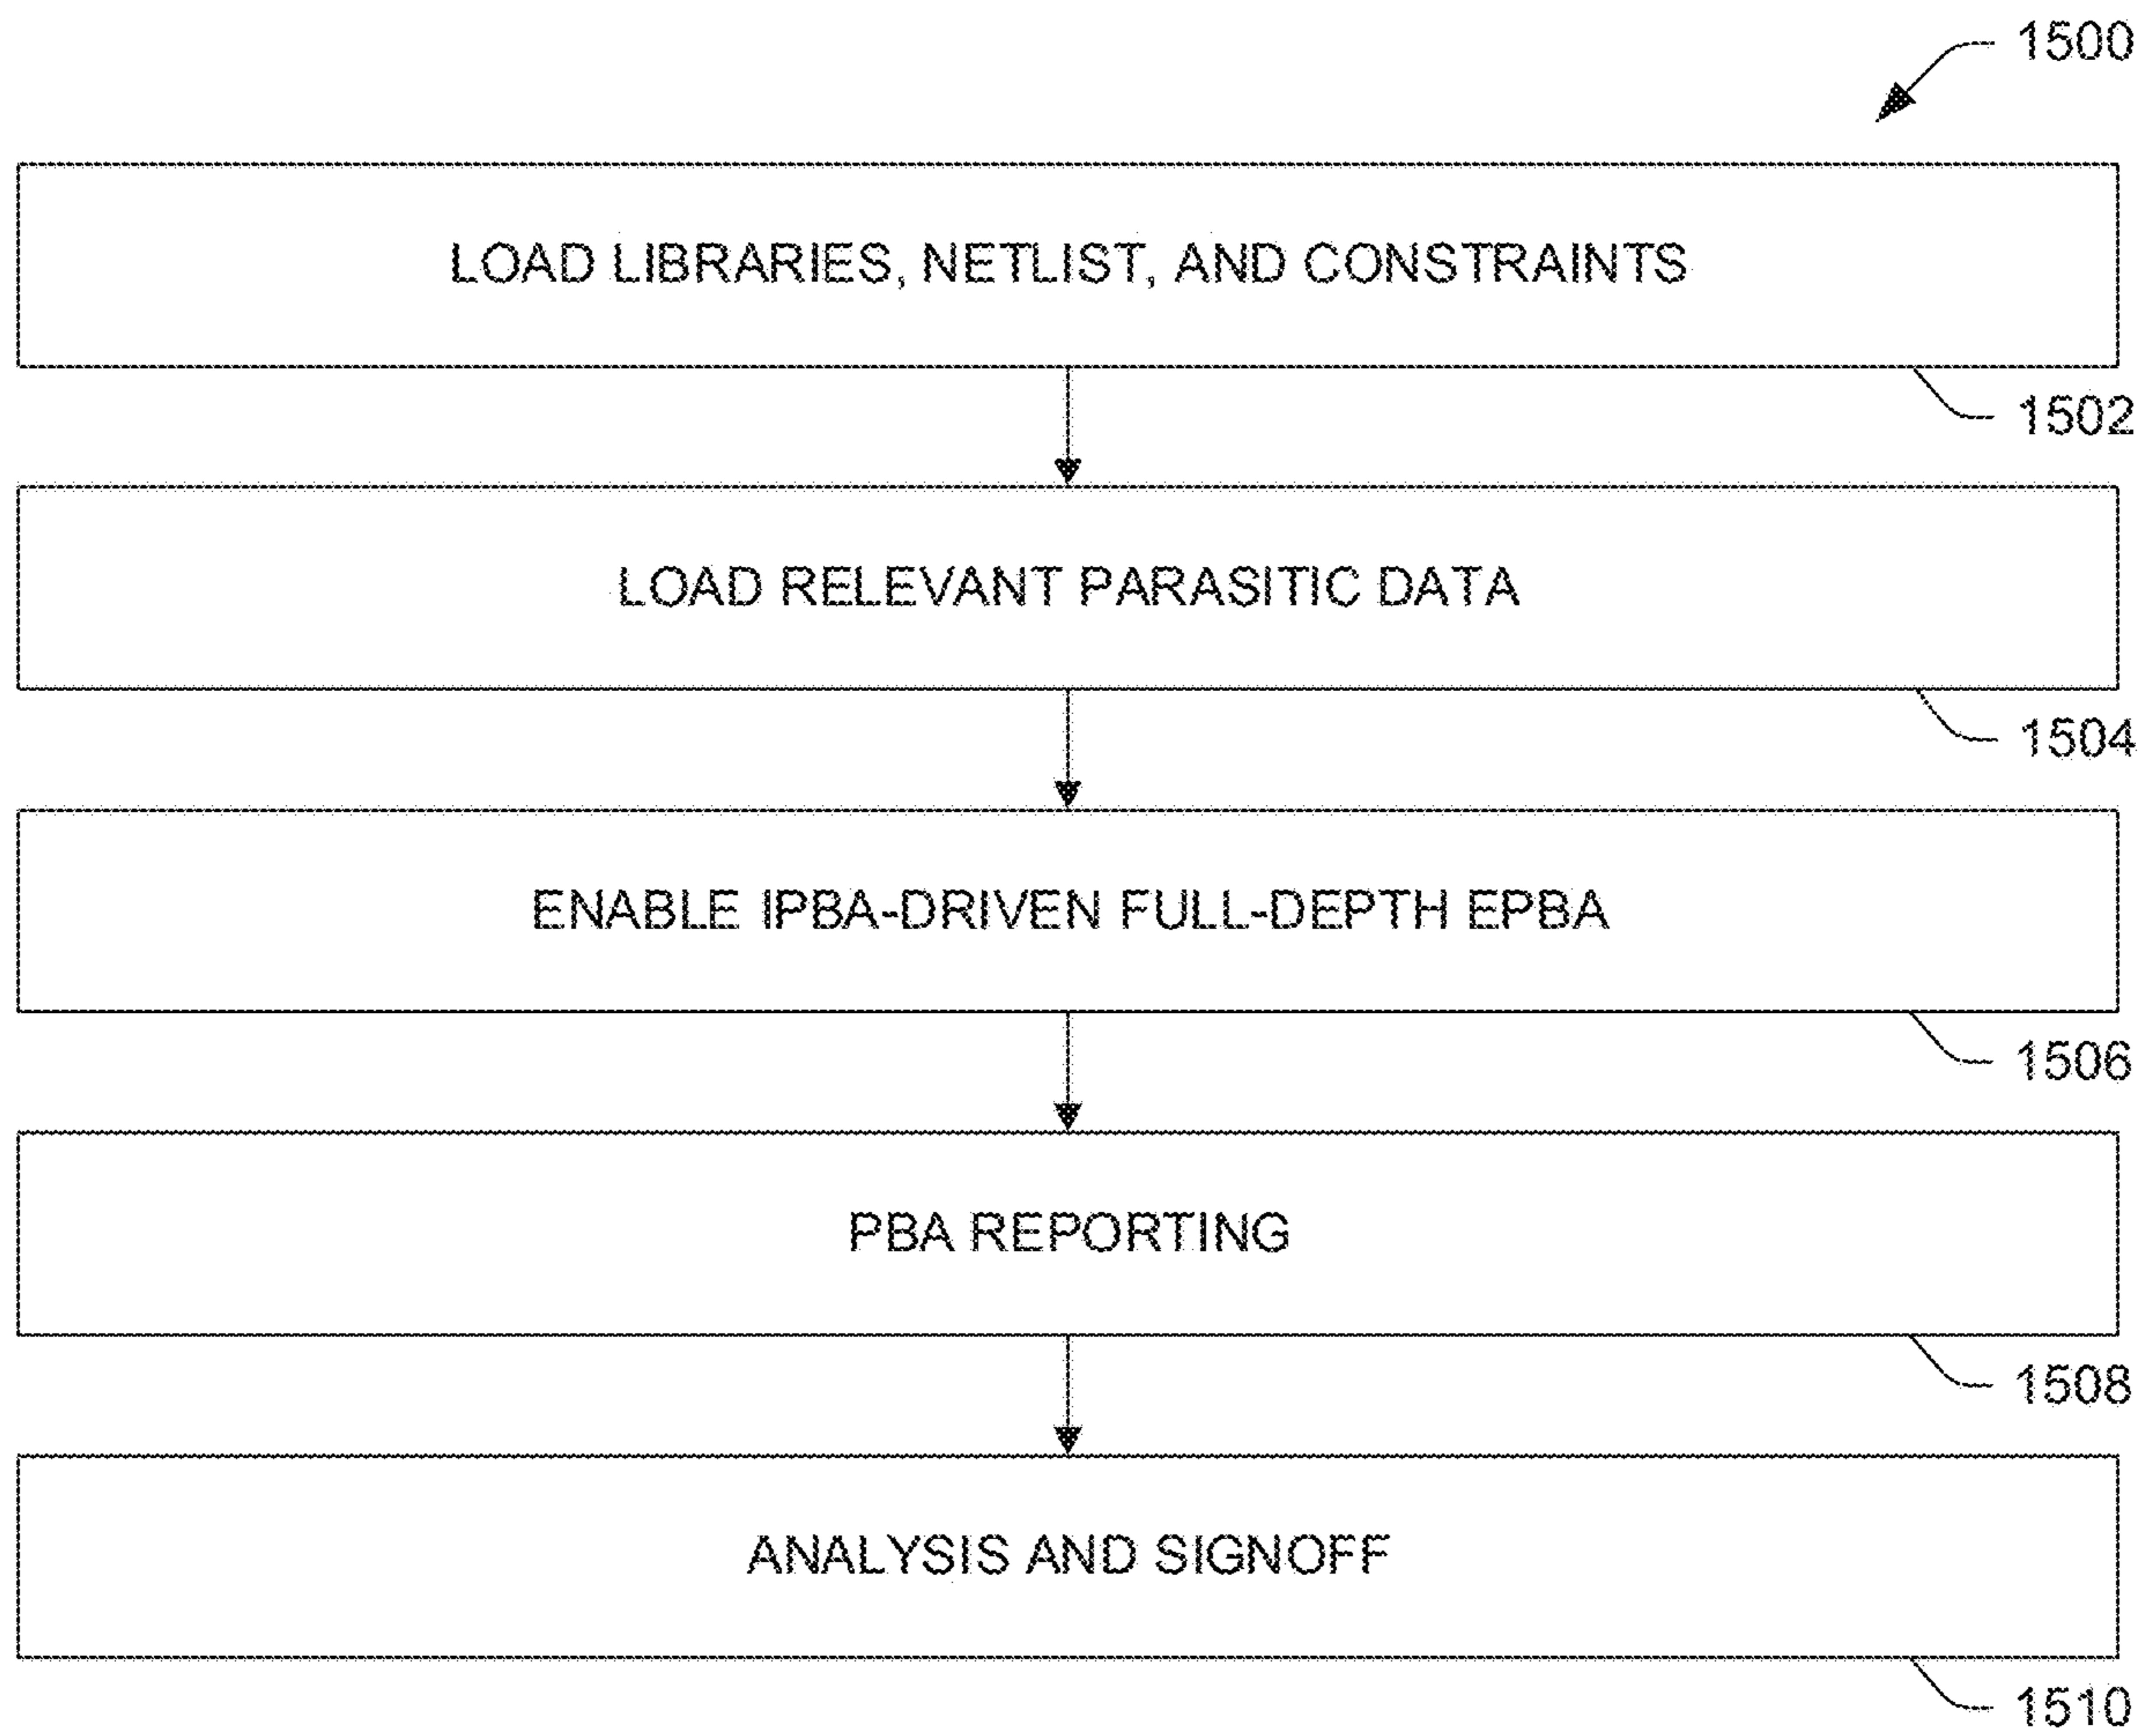 1500
LOAD LIBRARIES, NETLIST, AND CONSTRAINTS
1502
LOAD RELEVANT PARASITIC DATA
1504
ENABLE IPBA-DRIVEN FULL-DEPTH EPBA
1506
PBA REPORTING
1508
ANALYSIS AND SIGNOFF
1510